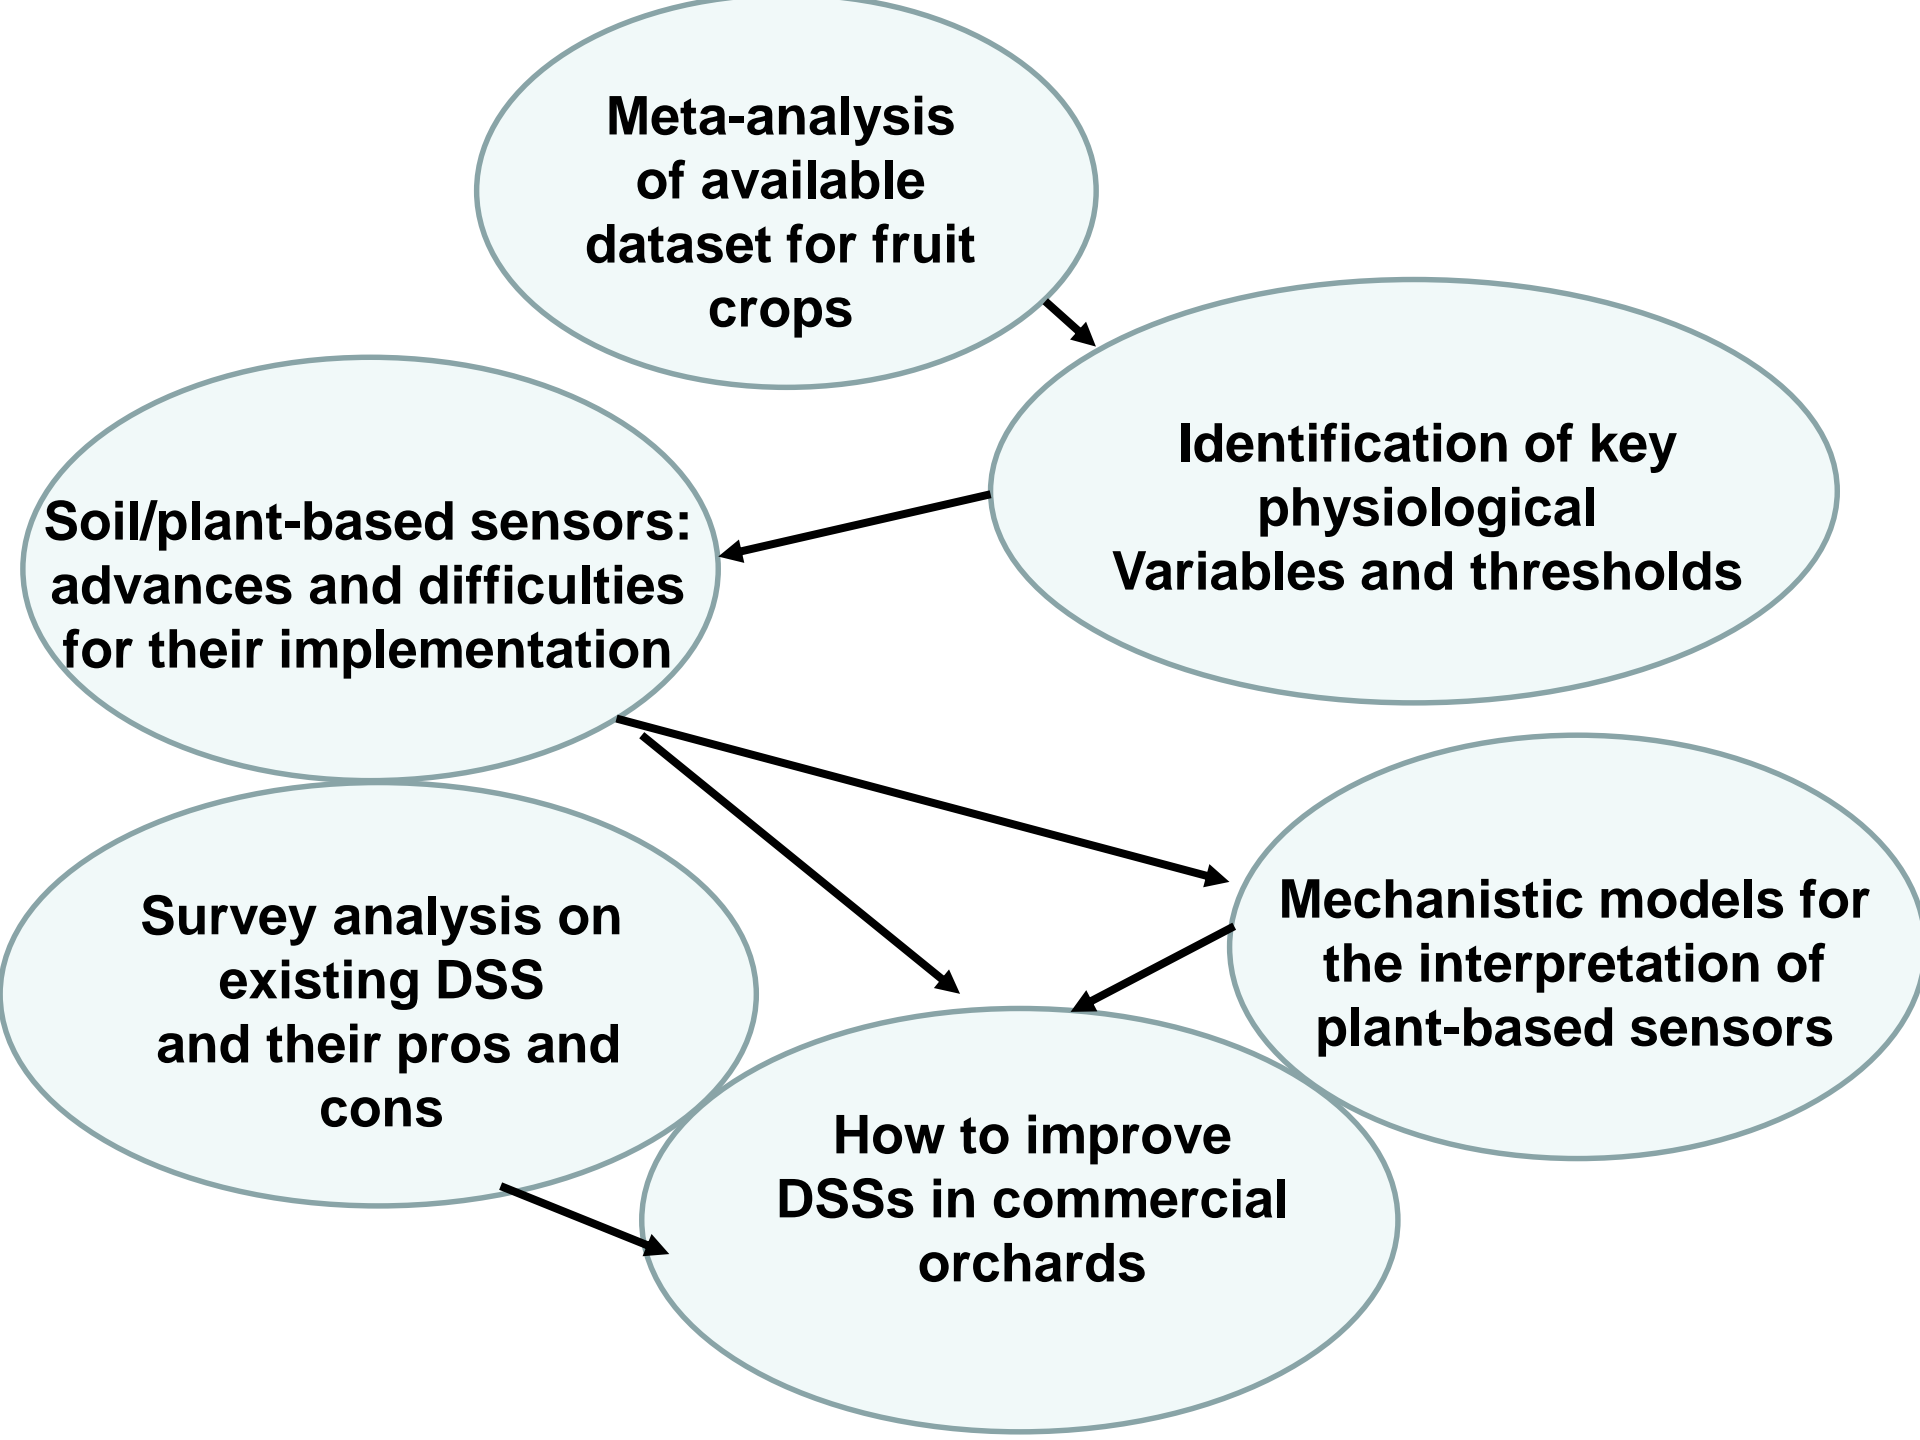 Meta-analysis
of available
dataset for fruit
crops
Identification of key
physiological
Variables and thresholds
Soil/plant-based sensors:
advances and difficulties
for their implementation
Survey analysis on
existing DSS
and their pros and
cons
Mechanistic models for
the interpretation of
plant-based sensors
How to improve
DSSs in commercial
orchards